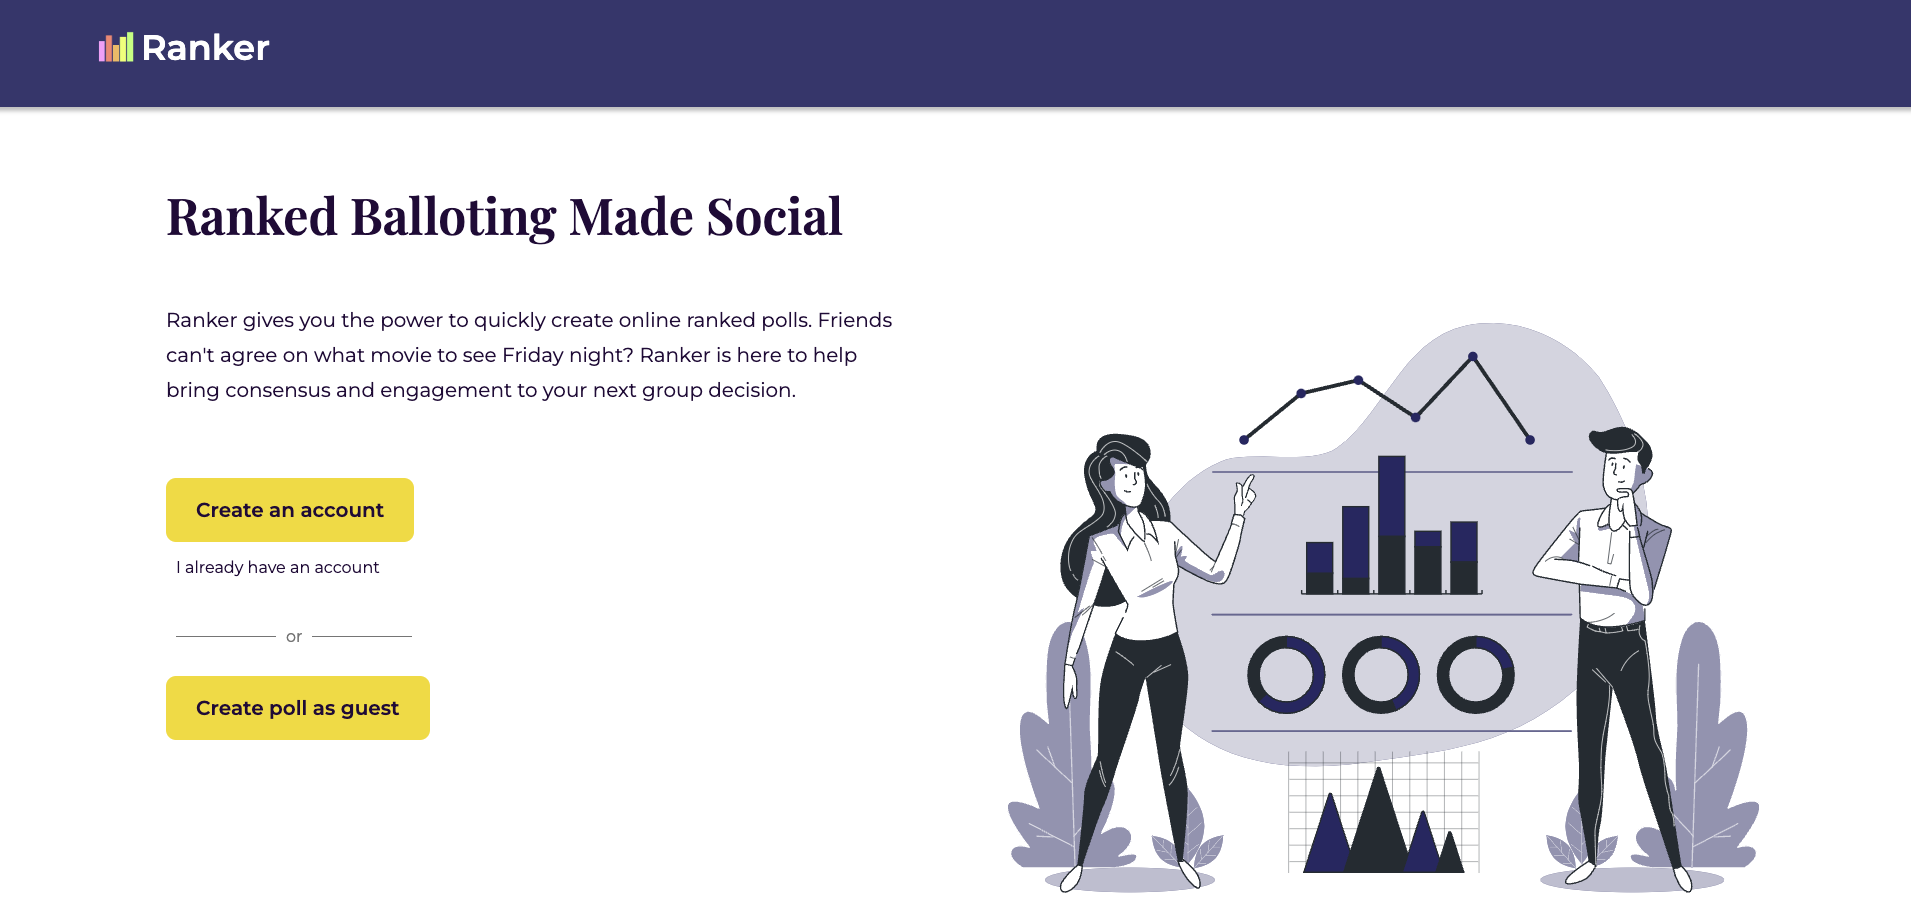 Ranker
Ranked Balloting Made Social
Ranker gives you the power to quickly create online ranked polls. Friends
can't agree on what movie to see Friday night? Ranker is here to help
bring consensus and engagement to your next group decision.
Create an account
I already have an account
or
Create poll as guest